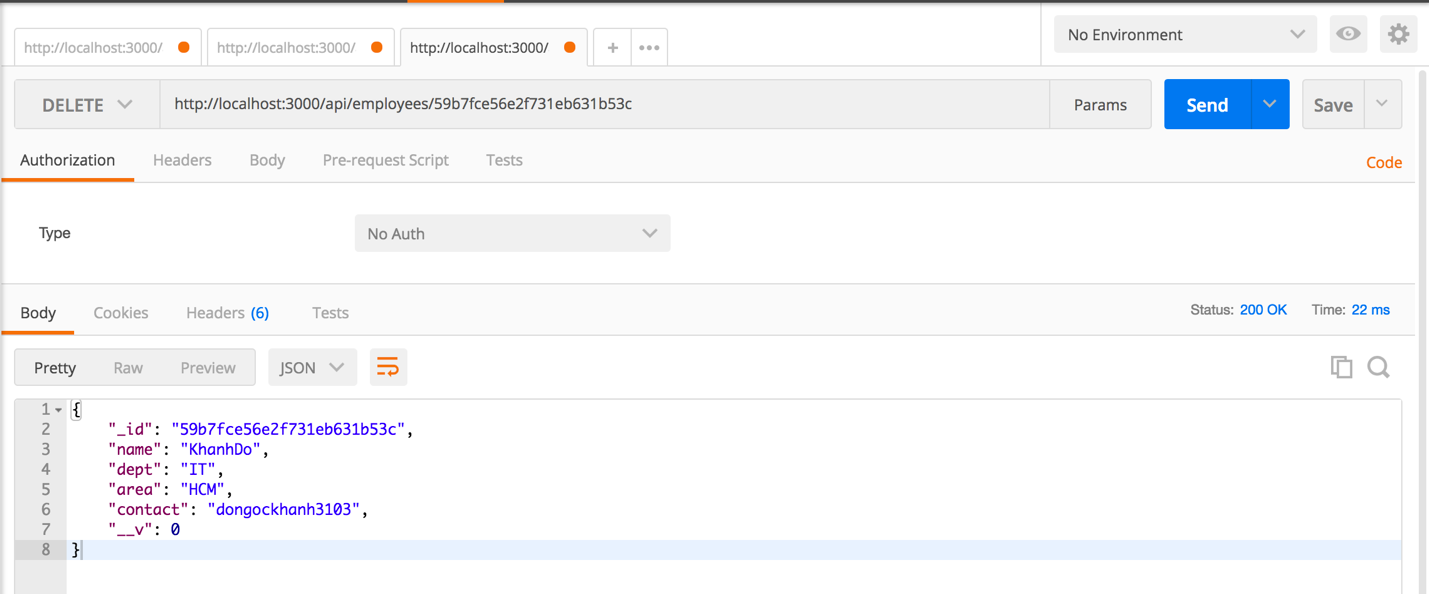 http://localhost:3000/ http://localhost:3000/ http://localhost:3000/ + ••• No Environment
DELETE http://localhost:3000/api/employees/59b7fce56e2f731eb631b53c Params Send Save
Authorization Headers Body Pre-request Script Tests Code
Type No Auth
Body Cookies Headers (6) Tests Status: 200 OK Time: 22 ms
Pretty Raw Preview JSON
1 {
2 "_id": "59b7fce56e2f731eb631b53c",
3 "name": "KhanhDo",
4 "dept": "IT",
5 "area": "HCM",
6 "contact": "dongockhanh3103",
7 "__v": 0
8 }